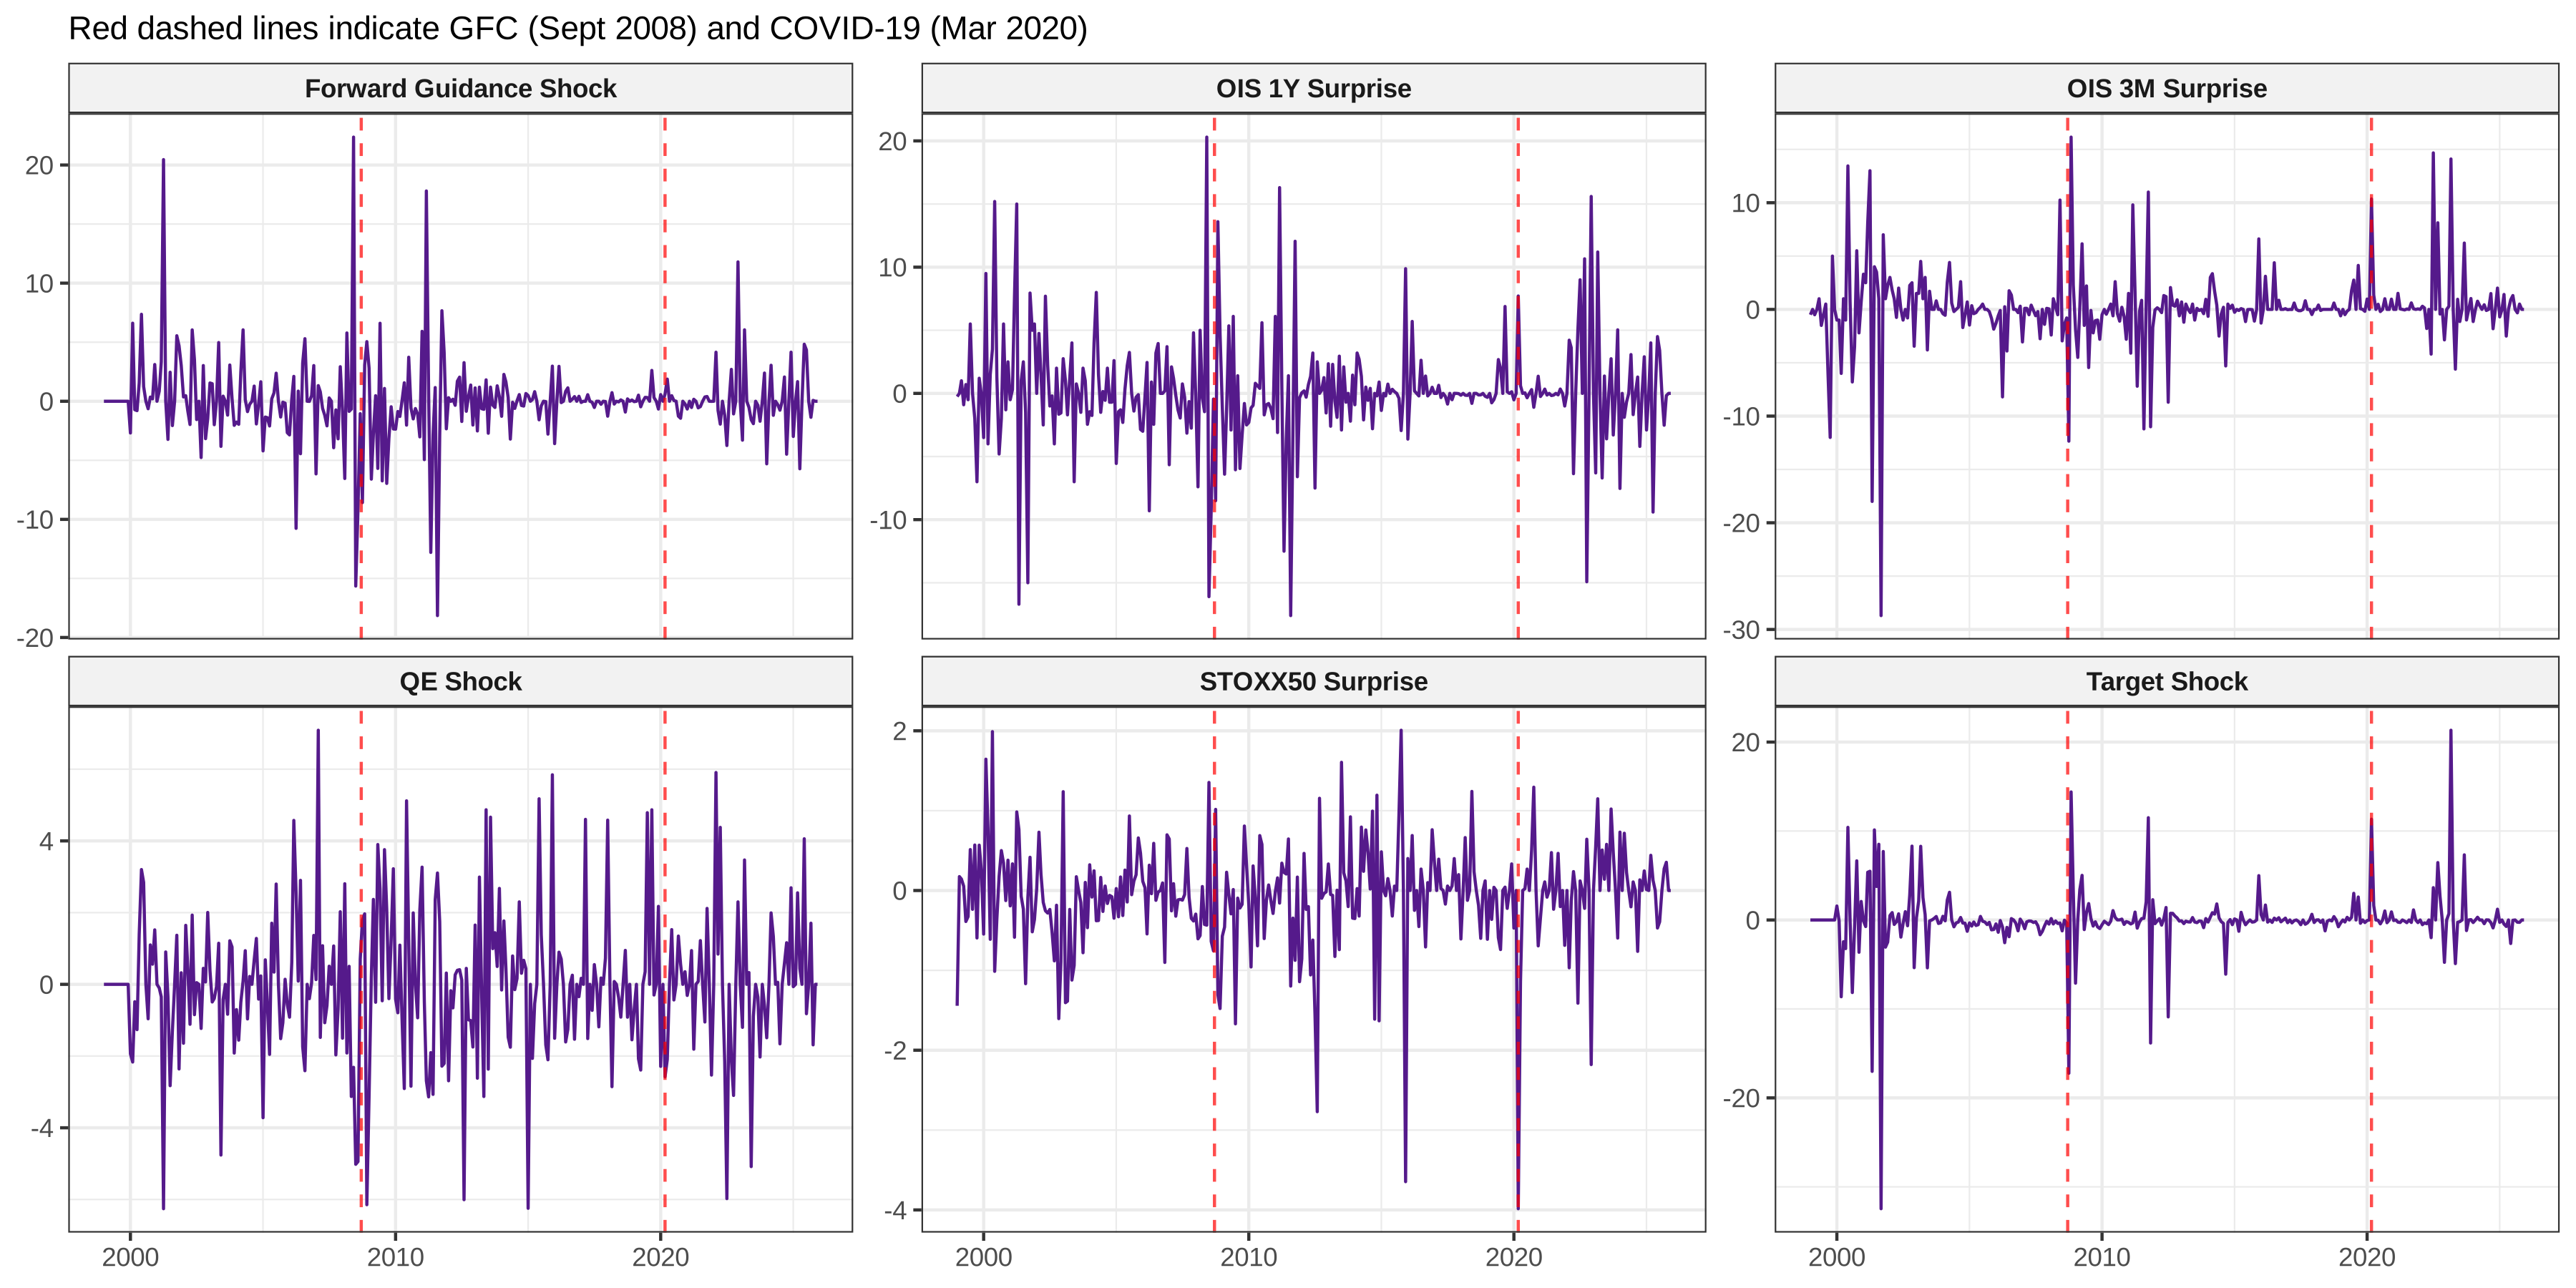 Red dashed lines indicate GFC (Sept 2008) and COVID-19 (Mar 2020)
Forward Guidance Shock
OIS 1Y Surprise
OIS 3M Surprise
20
10
0
-10
-20
20
10
0
-10
10
0
-10
-20
-30
QE Shock
STOXX50 Surprise
Target Shock
4
0
-4
2
0
-2
-4
20
0
-20
2000 2010 2020
2000 2010 2020
2000 2010 2020